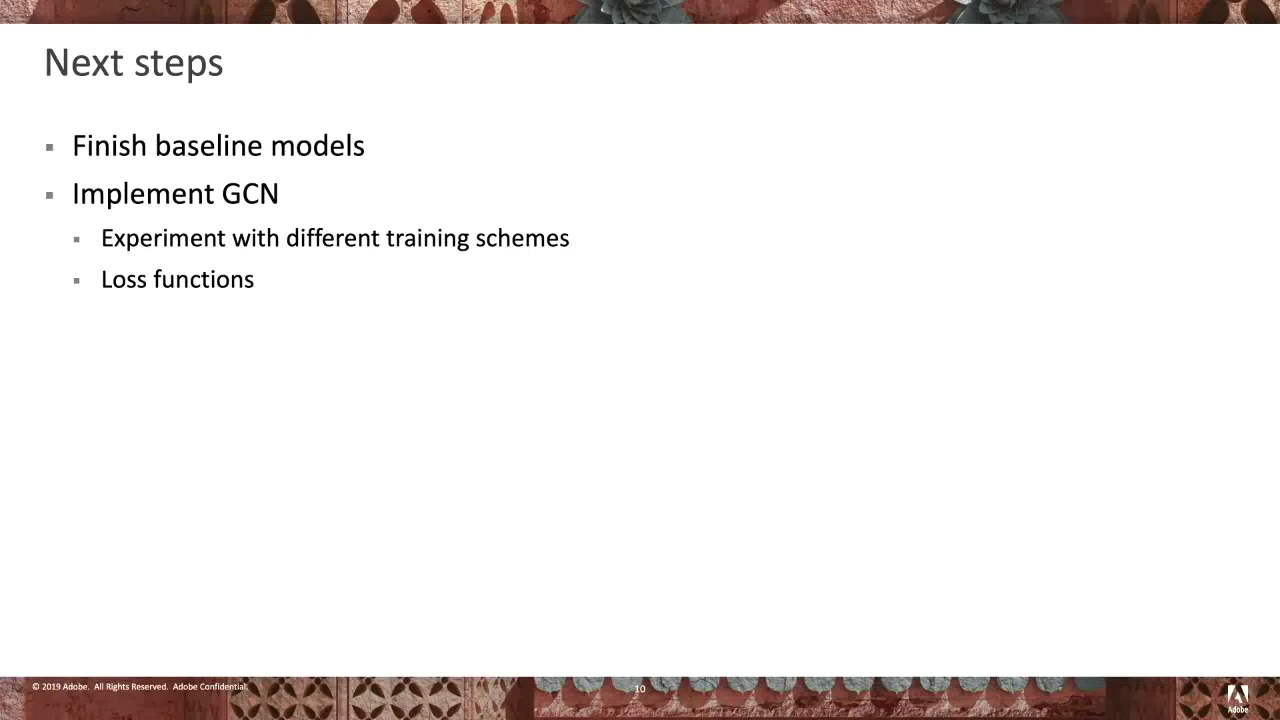 Next steps
Finish baseline models
Implement GCN
Experiment with different training schemes
Loss functions
© 2019 Adobe. All Rights Reserved. Adobe Confidential.
10
Adobe